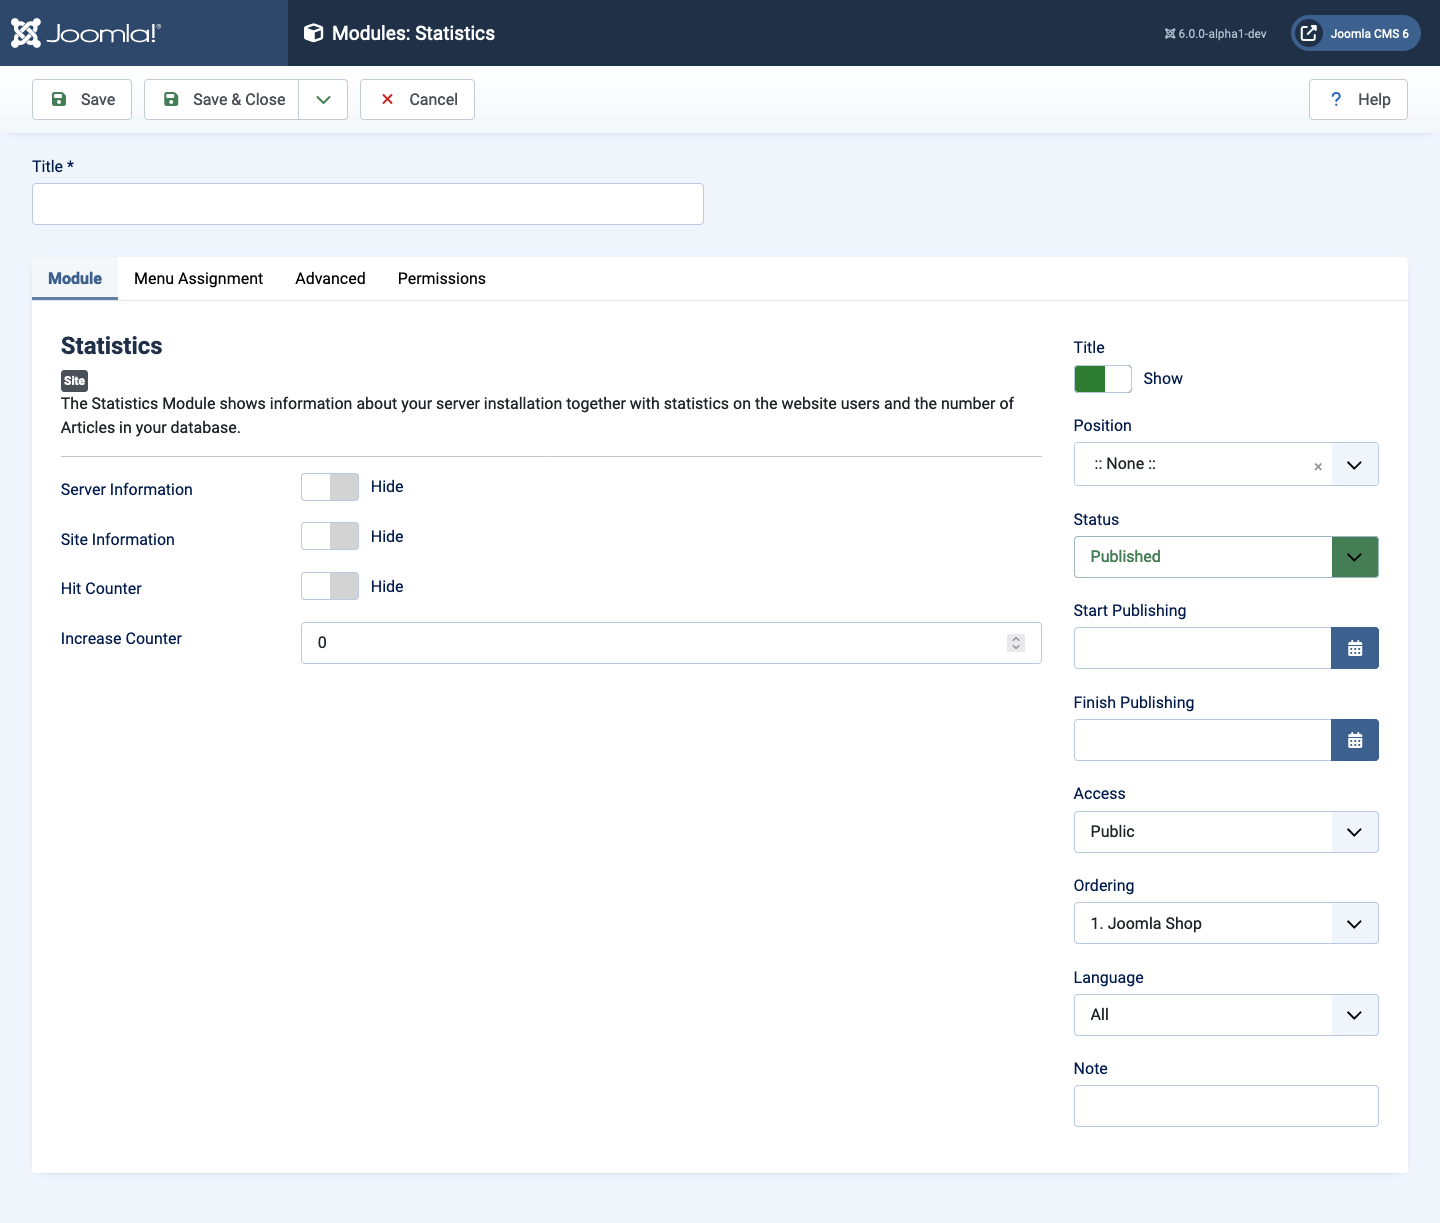 Joomla!®
Modules: Statistics
6.0.0-alpha1-dev
Joomla CMS 6
Save
Save & Close
Cancel
? Help
Title *
Module
Menu Assignment
Advanced
Permissions
Statistics
Site
The Statistics Module shows information about your server installation together with statistics on the website users and the number of
Articles in your database.
Server Information
Hide
Site Information
Hide
Hit Counter
Hide
Increase Counter
0
Title
Show
Position
:: None ::
Status
Published
Start Publishing
Finish Publishing
Access
Public
Ordering
1. Joomla Shop
Language
All
Note